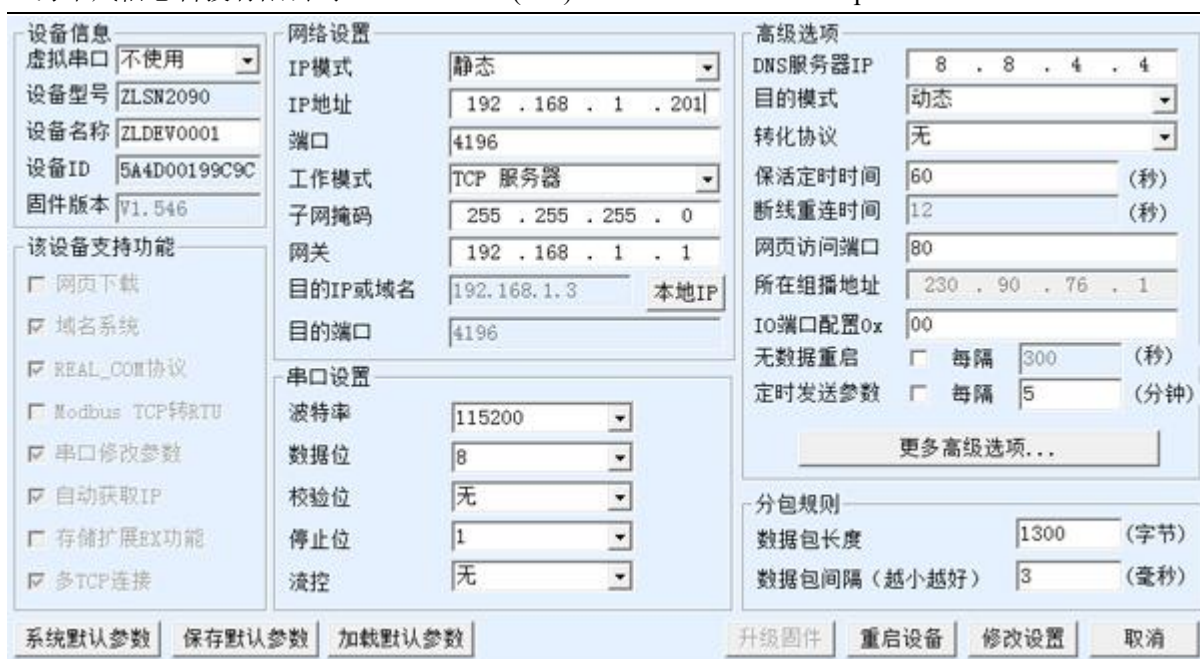 设备信息
虚拟串口 不使用
设备型号 ZLSN2090
设备名称 ZLDEV0001
设备ID 5A4D00199C9C
固件版本 V1.546
该设备支持功能
网页下载
域名系统
REAL_COM协议
Modbus TCP转RTU
串口修改参数
自动获取IP
存储扩展EX功能
多TCP连接
网络设置
IP模式 静态
IP地址 192 . 168 . 1 . 201
端口 4196
工作模式 TCP 服务器
子网掩码 255 . 255 . 255 . 0
网关 192 . 168 . 1 . 1
目的IP或域名 192.168.1.3 本地IP
目的端口 4196
串口设置
波特率 115200
数据位 8
校验位 无
停止位 1
流控 无
高级选项
DNS服务器IP 8 . 8 . 4 . 4
目的模式 动态
转化协议 无
保活定时时间 60 (秒)
断线重连时间 12 (秒)
网页访问端口 80
所在组播地址 230 . 90 . 76 . 1
IO端口配置0x 00
无数据重启 每隔 300 (秒)
定时发送参数 每隔 5 (分钟)
更多高级选项...
分包规则
数据包长度 1300 (字节)
数据包间隔（越小越好） 3 (毫秒)
系统默认参数 保存默认参数 加载默认参数 升级固件 重启设备 修改设置 取消